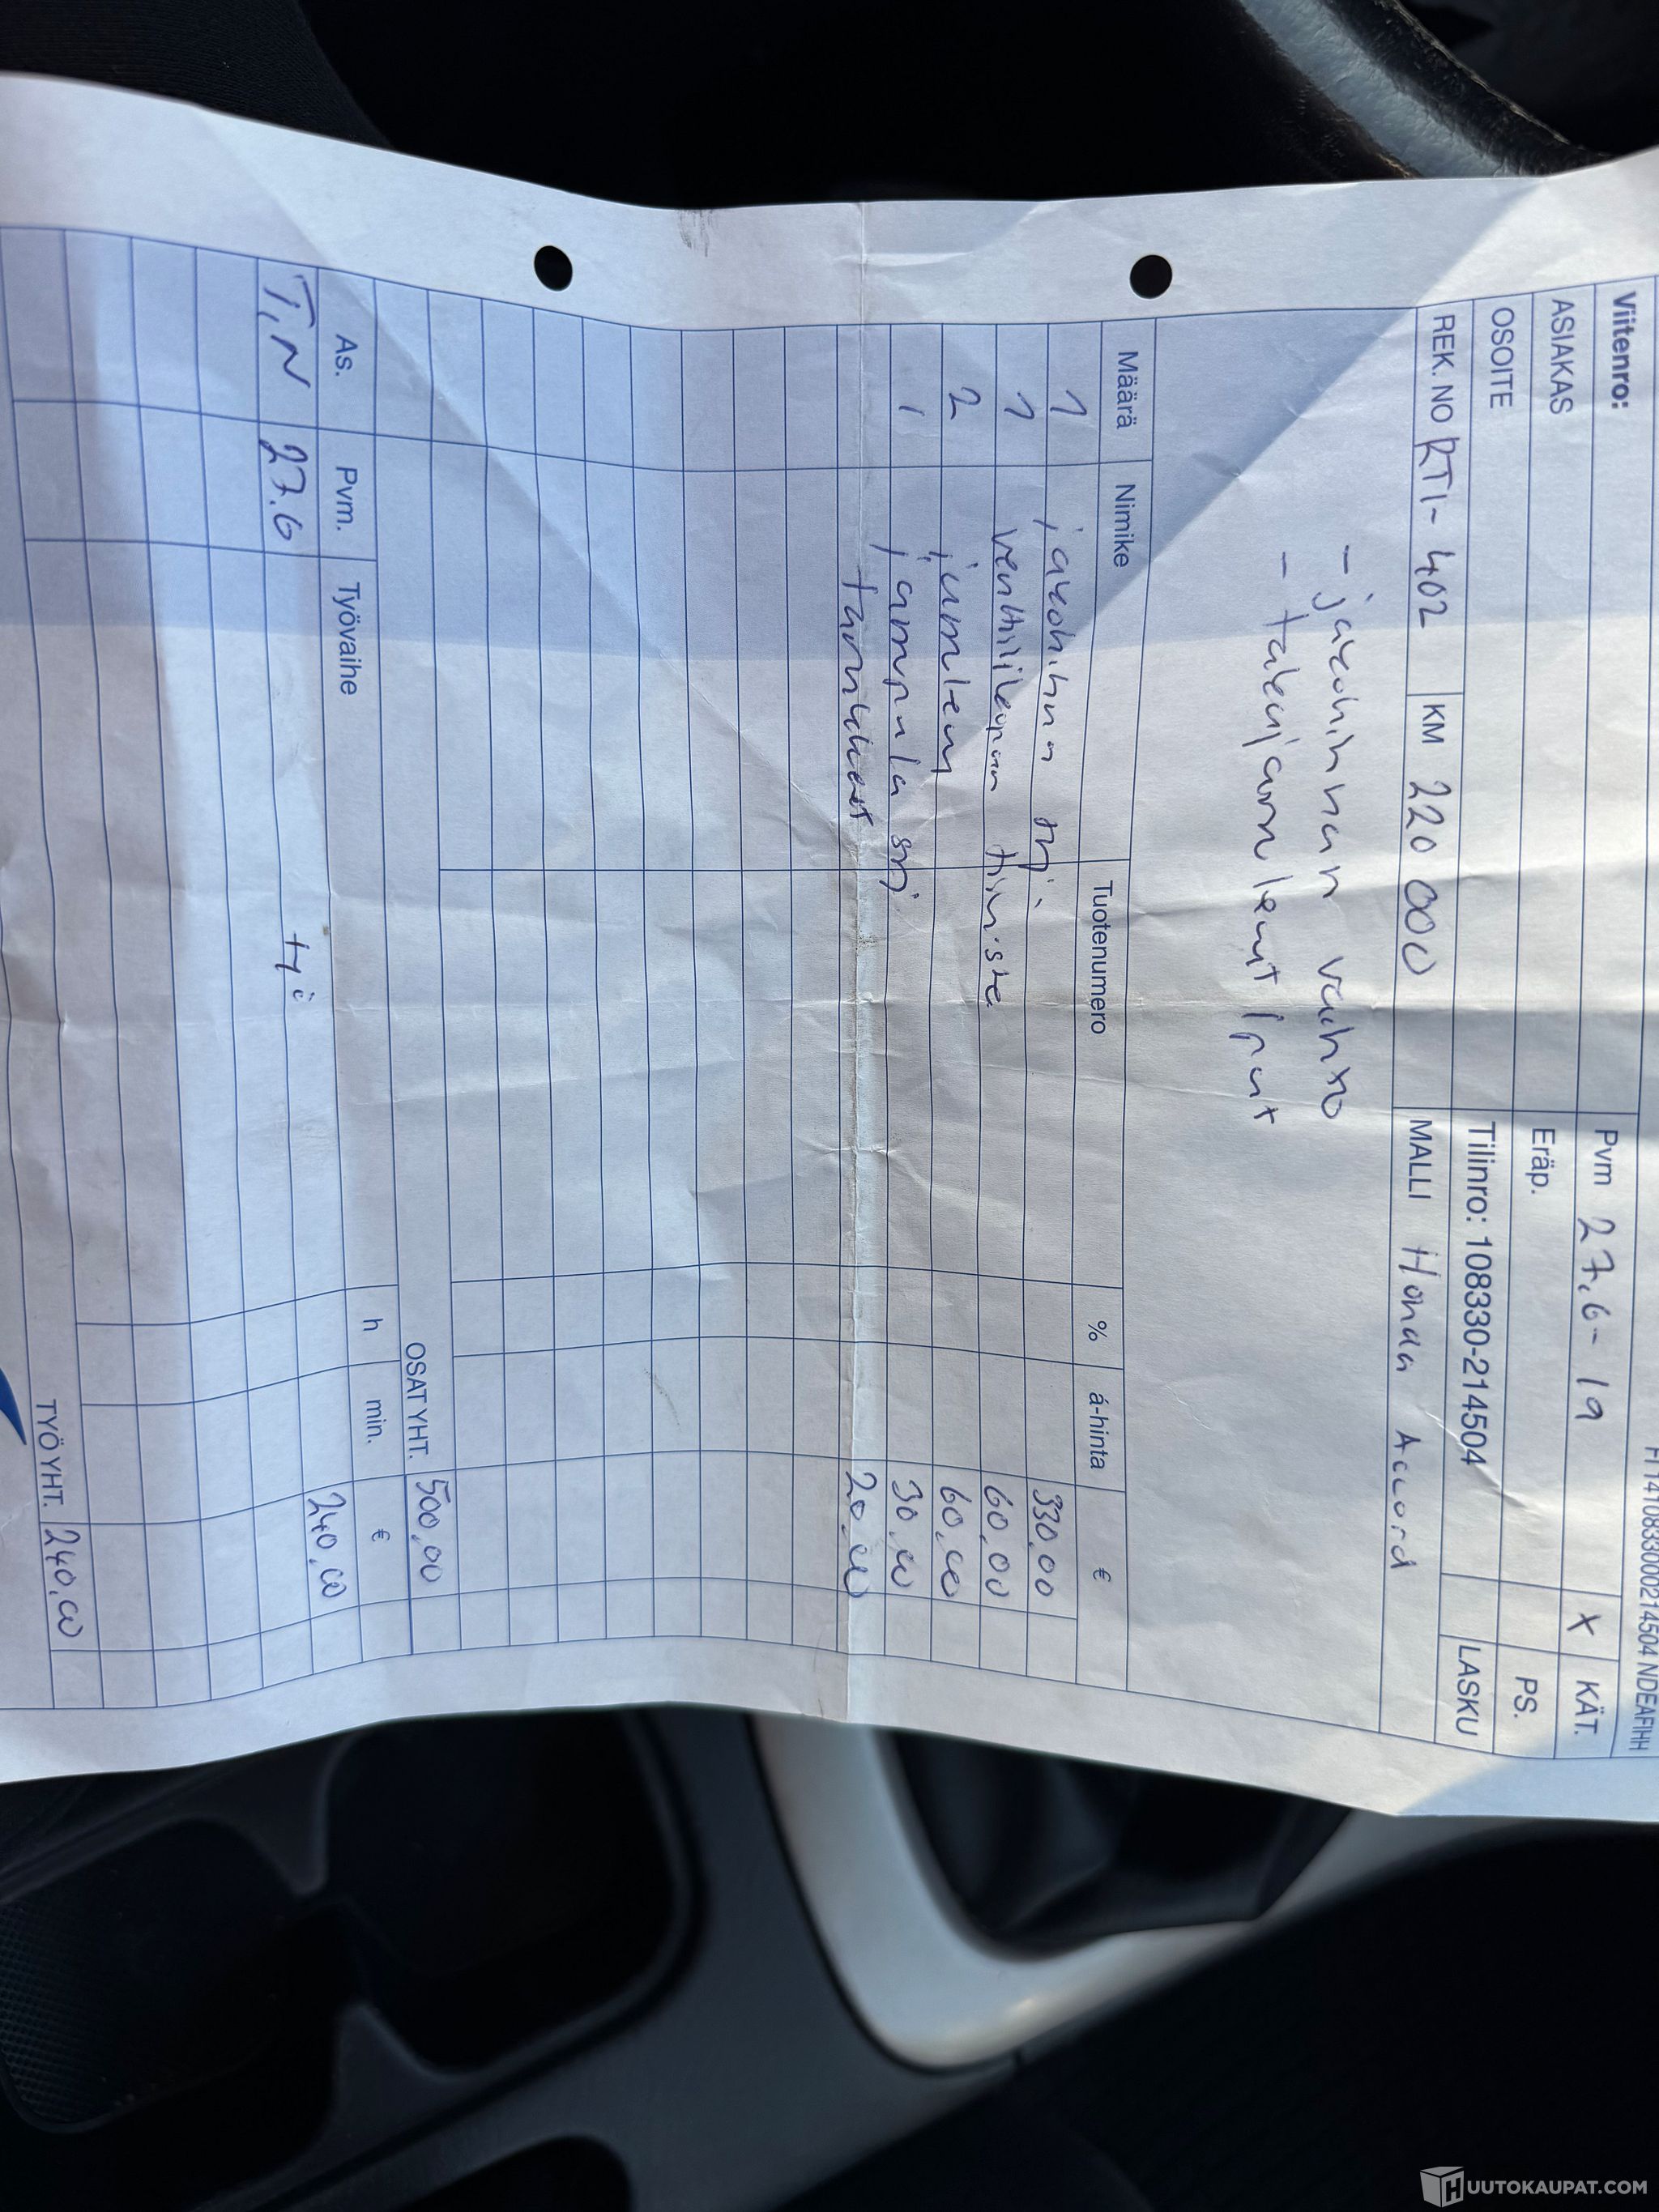 FI1410833000214504 NDEAFIHH
Viitenro: Pvm 27.6-19 X KÄT.
ASIAKAS Eräp. PS.
OSOITE Tilinro: 108330-214504 LASKU
REK. NO RTI-402 KM 220 000 MALLI Honda Accord
- jakohihnan vaihto
- takajarrulevyt / palat
Määrä Nimike Tuotenumero % á-hinta €
1 jakohihna srj. 330.00
1 venttiilikopan tiiviste 60,00
2 jarrulevy 60,00
1 jarrupala srj 30,00
tarvikkeet 20,00
OSAT YHT. 500,00
As. Pvm. Työvaihe h min. €
T,N 27.6 työ 240,00
TYÖ YHT. 240,00
HUUTOKAUPAT.COM